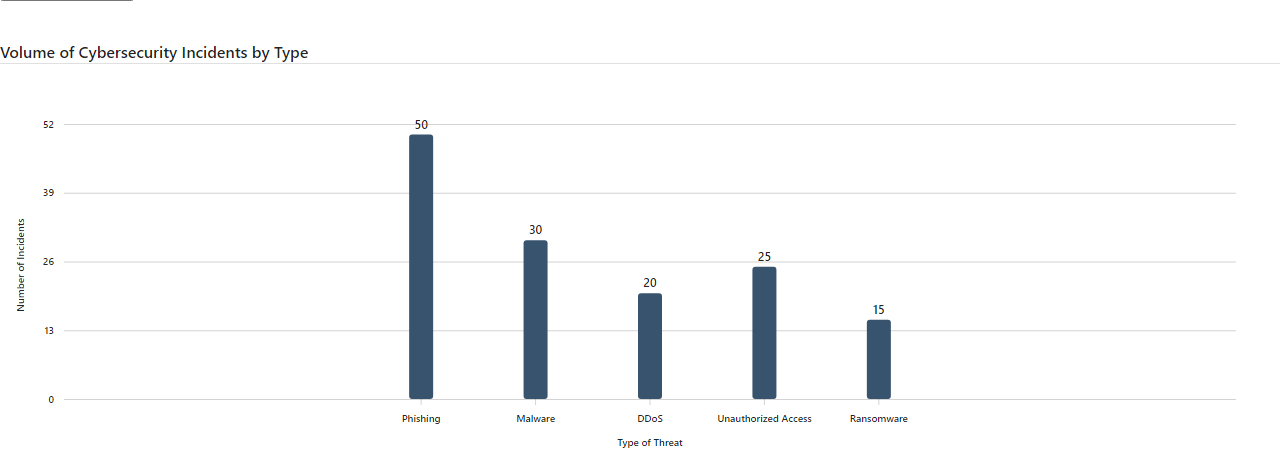 Volume of Cybersecurity Incidents by Type
52
39
26
13
0
Number of Incidents
50
30
20
25
15
Phishing
Malware
DDoS
Unauthorized Access
Ransomware
Type of Threat